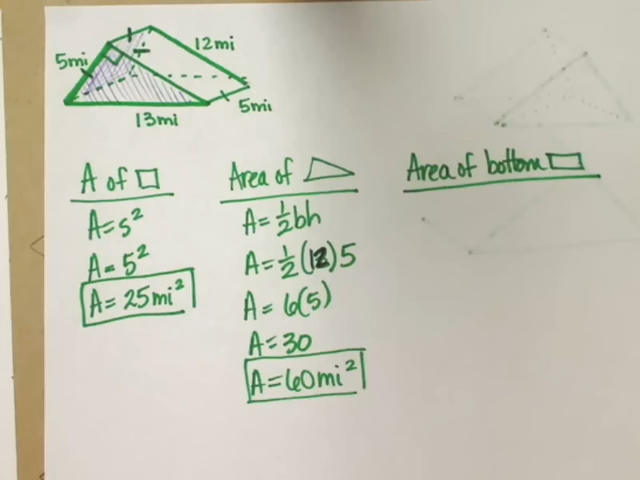 12mi
5mi
5mi
13mi
A of □
A = s²
A = 5²
A = 25mi²
Area of
A = ½bh
A = ½(12)5
A = 6(5)
A = 30
A = 60mi²
Area of bottom